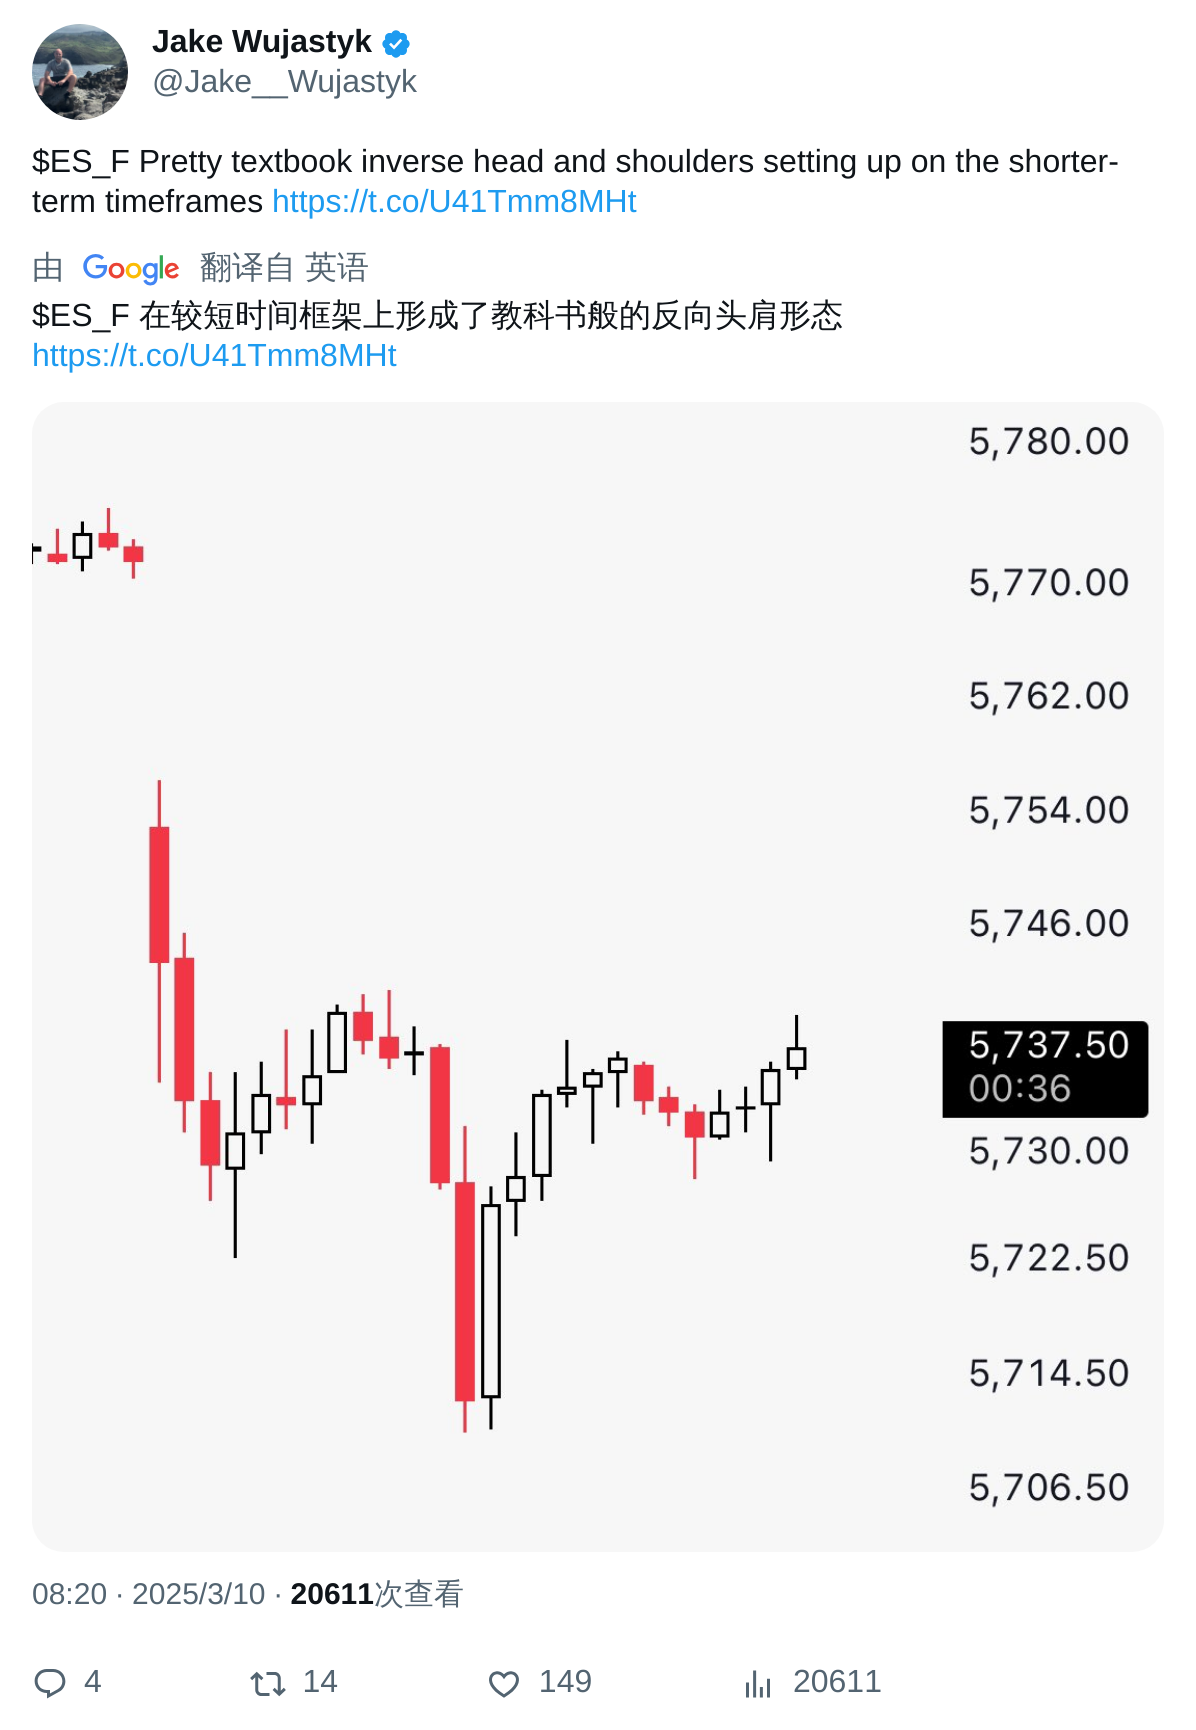 Jake Wujastyk
@Jake__Wujastyk
$ES_F Pretty textbook inverse head and shoulders setting up on the shorter-
term timeframes https://t.co/U41Tmm8MHt
由 Google 翻译自 英语
$ES_F 在较短时间框架上形成了教科书般的反向头肩形态
https://t.co/U41Tmm8MHt
5,780.00
5,770.00
5,762.00
5,754.00
5,746.00
5,737.50
00:36
5,730.00
5,722.50
5,714.50
5,706.50
08:20 · 2025/3/10 · 20611次查看
4 14 149 20611